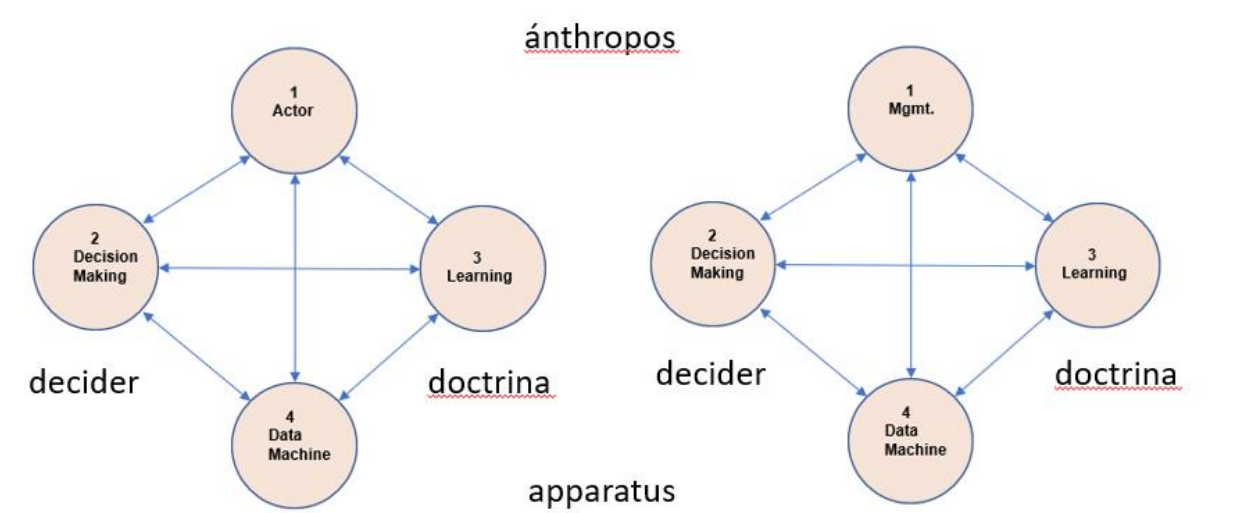 ánthropos
1
Actor
2
Decision
Making
3
Learning
4
Data
Machine
decider
doctrina
1
Mgmt.
2
Decision
Making
3
Learning
4
Data
Machine
decider
doctrina
apparatus